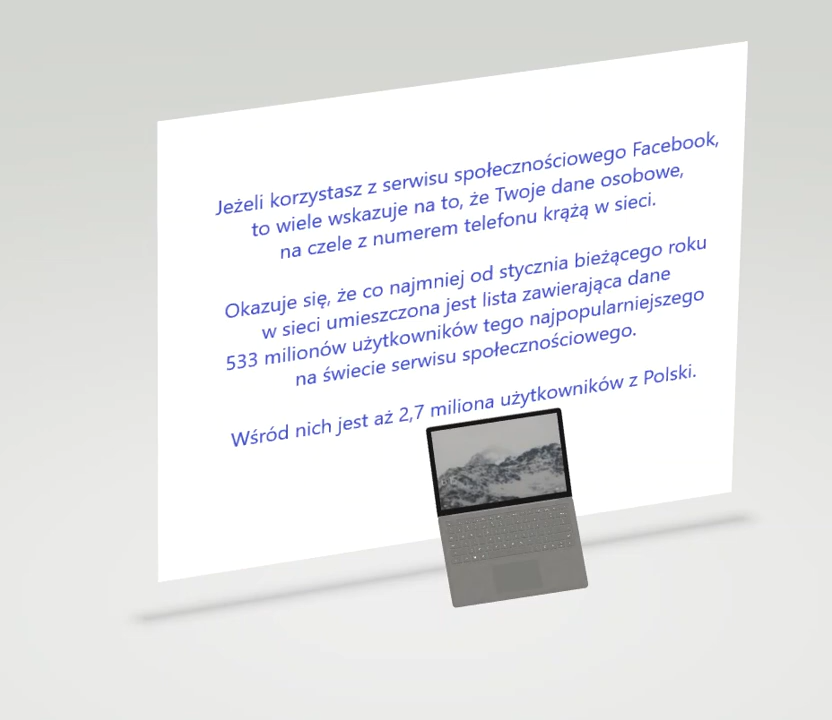 Jeżeli korzystasz z serwisu społecznościowego Facebook,
to wiele wskazuje na to, że Twoje dane osobowe,
na czele z numerem telefonu krążą w sieci.
Okazuje się, że co najmniej od stycznia bieżącego roku
w sieci umieszczona jest lista zawierająca dane
533 milionów użytkowników tego najpopularniejszego
na świecie serwisu społecznościowego.
Wśród nich jest aż 2,7 miliona użytkowników z Polski.